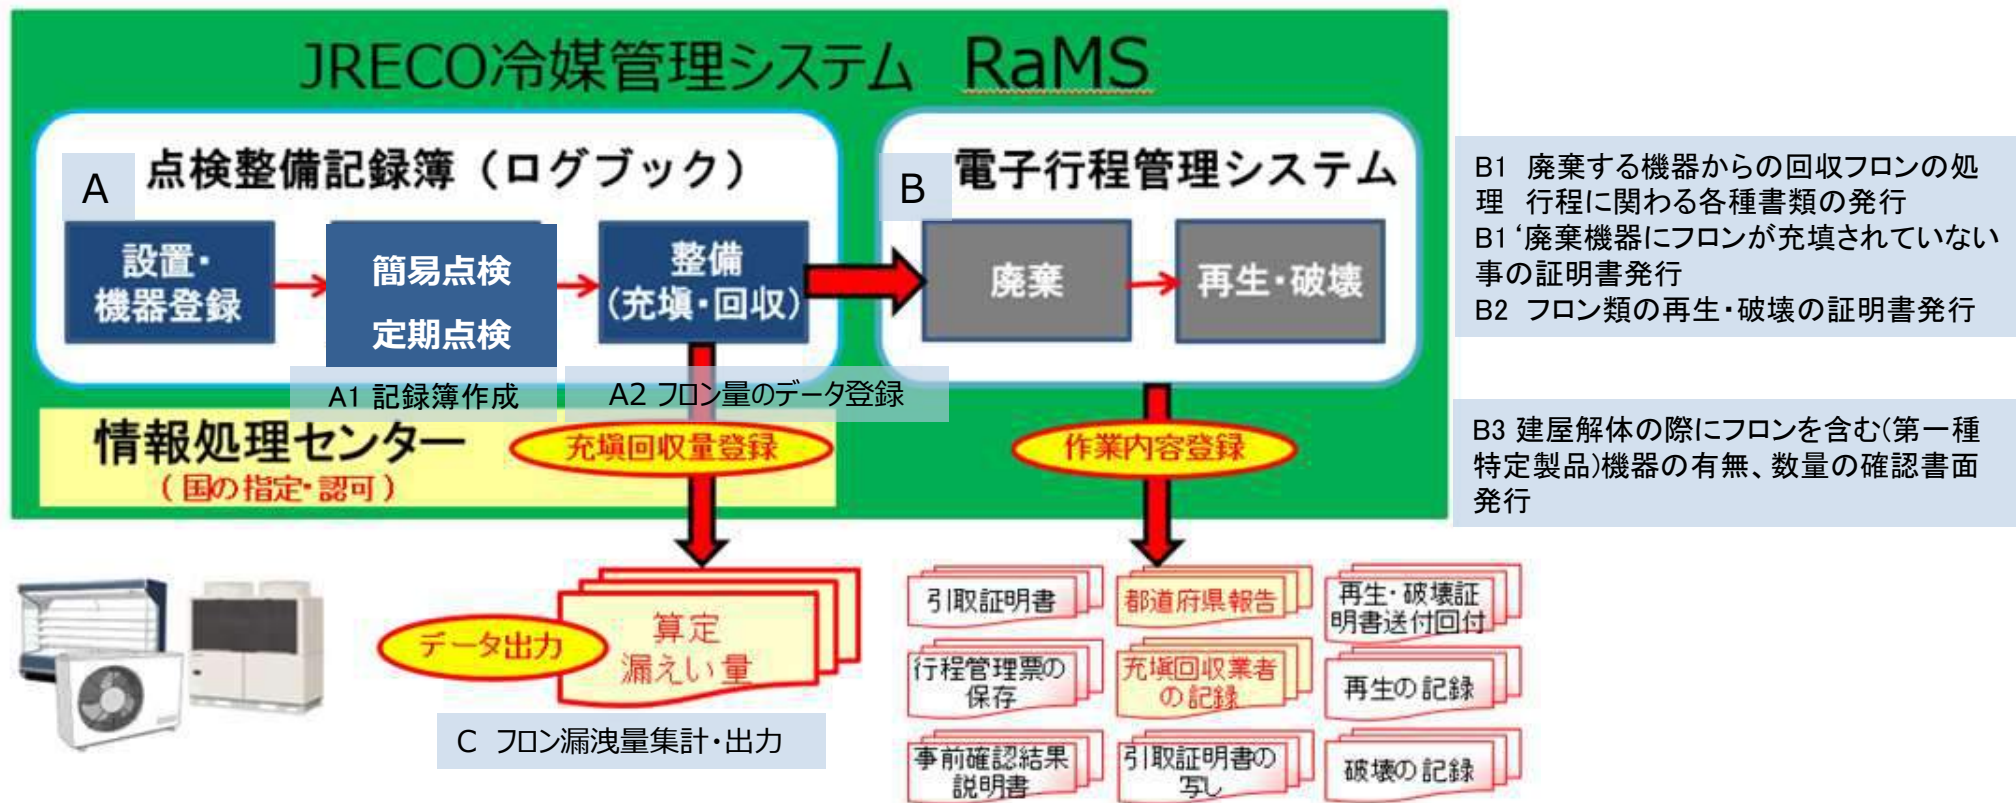 JRECO冷媒管理システム RaMS
A
点検整備記録簿（ログブック）
設置・
機器登録
簡易点検
定期点検
整備
(充填・回収)
A1 記録簿作成
A2 フロン量のデータ登録
B
電子行程管理システム
廃棄
再生・破壊
B1 廃棄する機器からの回収フロンの処
理 行程に関わる各種書類の発行
B1‘廃棄機器にフロンが充填されていない
事の証明書発行
B2 フロン類の再生・破壊の証明書発行
B3 建屋解体の際にフロンを含む(第一種
特定製品)機器の有無、数量の確認書面
発行
情報処理センター
（国の指定・認可）
充填回収量登録
作業内容登録
データ出力
算定
漏えい量
C フロン漏洩量集計・出力
引取証明書
都道府県報告
再生・破壊証
明書送付回付
行程管理票の
保存
充填回収業者
の記録
再生の記録
事前確認結果
説明書
引取証明書の
写し
破壊の記録